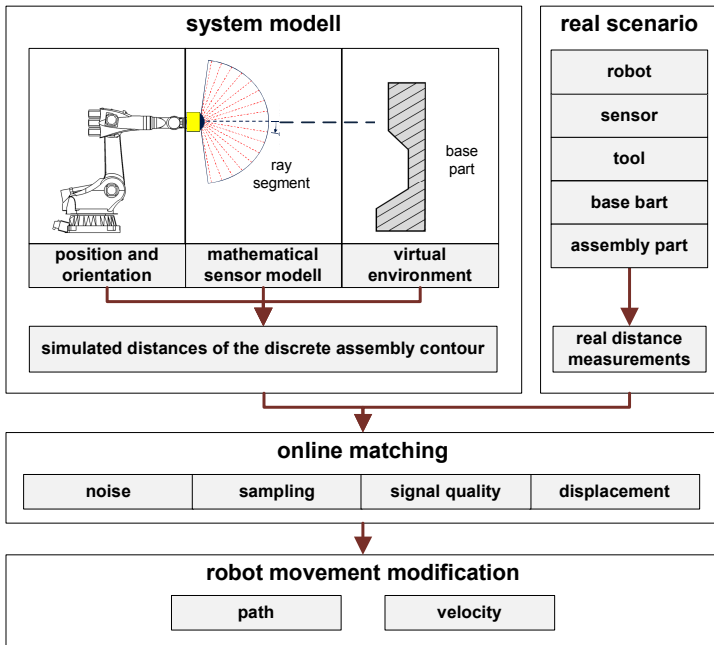 system modell
ray
segment
base
part
position and
orientation
mathematical
sensor modell
virtual
environment
simulated distances of the discrete assembly contour
real scenario
robot
sensor
tool
base bart
assembly part
real distance
measurements
online matching
noise
sampling
signal quality
displacement
robot movement modification
path
velocity